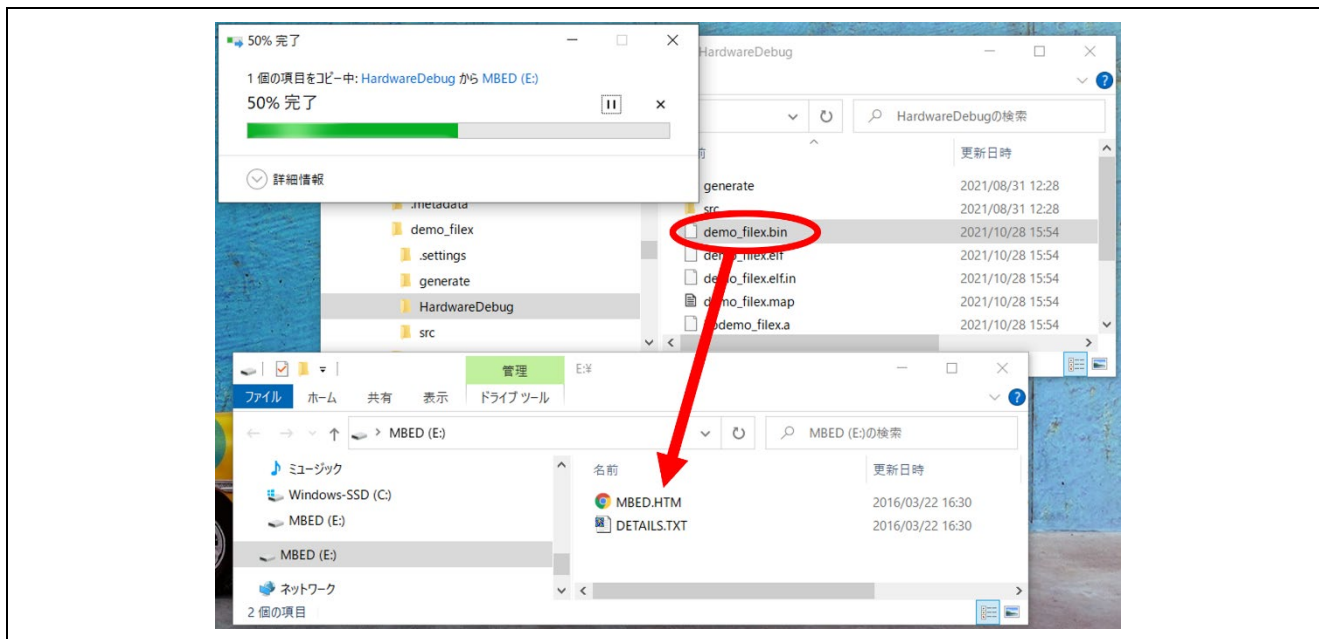 50% 完了
1 個の項目をコピー中: HardwareDebug から MBED (E:)
50% 完了
詳細情報
HardwareDebug
HardwareDebugの検索
前
更新日時
generate
2021/08/31 12:28
src
2021/08/31 12:28
demo_filex.bin
2021/10/28 15:54
demo_filex.elf
2021/10/28 15:54
demo_filex.elf.in
2021/10/28 15:54
demo_filex.map
2021/10/28 15:54
demo_filex.a
2021/10/28 15:54
.metadata
demo_filex
.settings
generate
HardwareDebug
src
管理
E:¥
ファイル ホーム 共有 表示 ドライブ ツール
MBED (E:)
MBED (E:)の検索
ミュージック
Windows-SSD (C:)
MBED (E:)
MBED (E:)
ネットワーク
名前
更新日時
MBED.HTM
2016/03/22 16:30
DETAILS.TXT
2016/03/22 16:30
2 個の項目